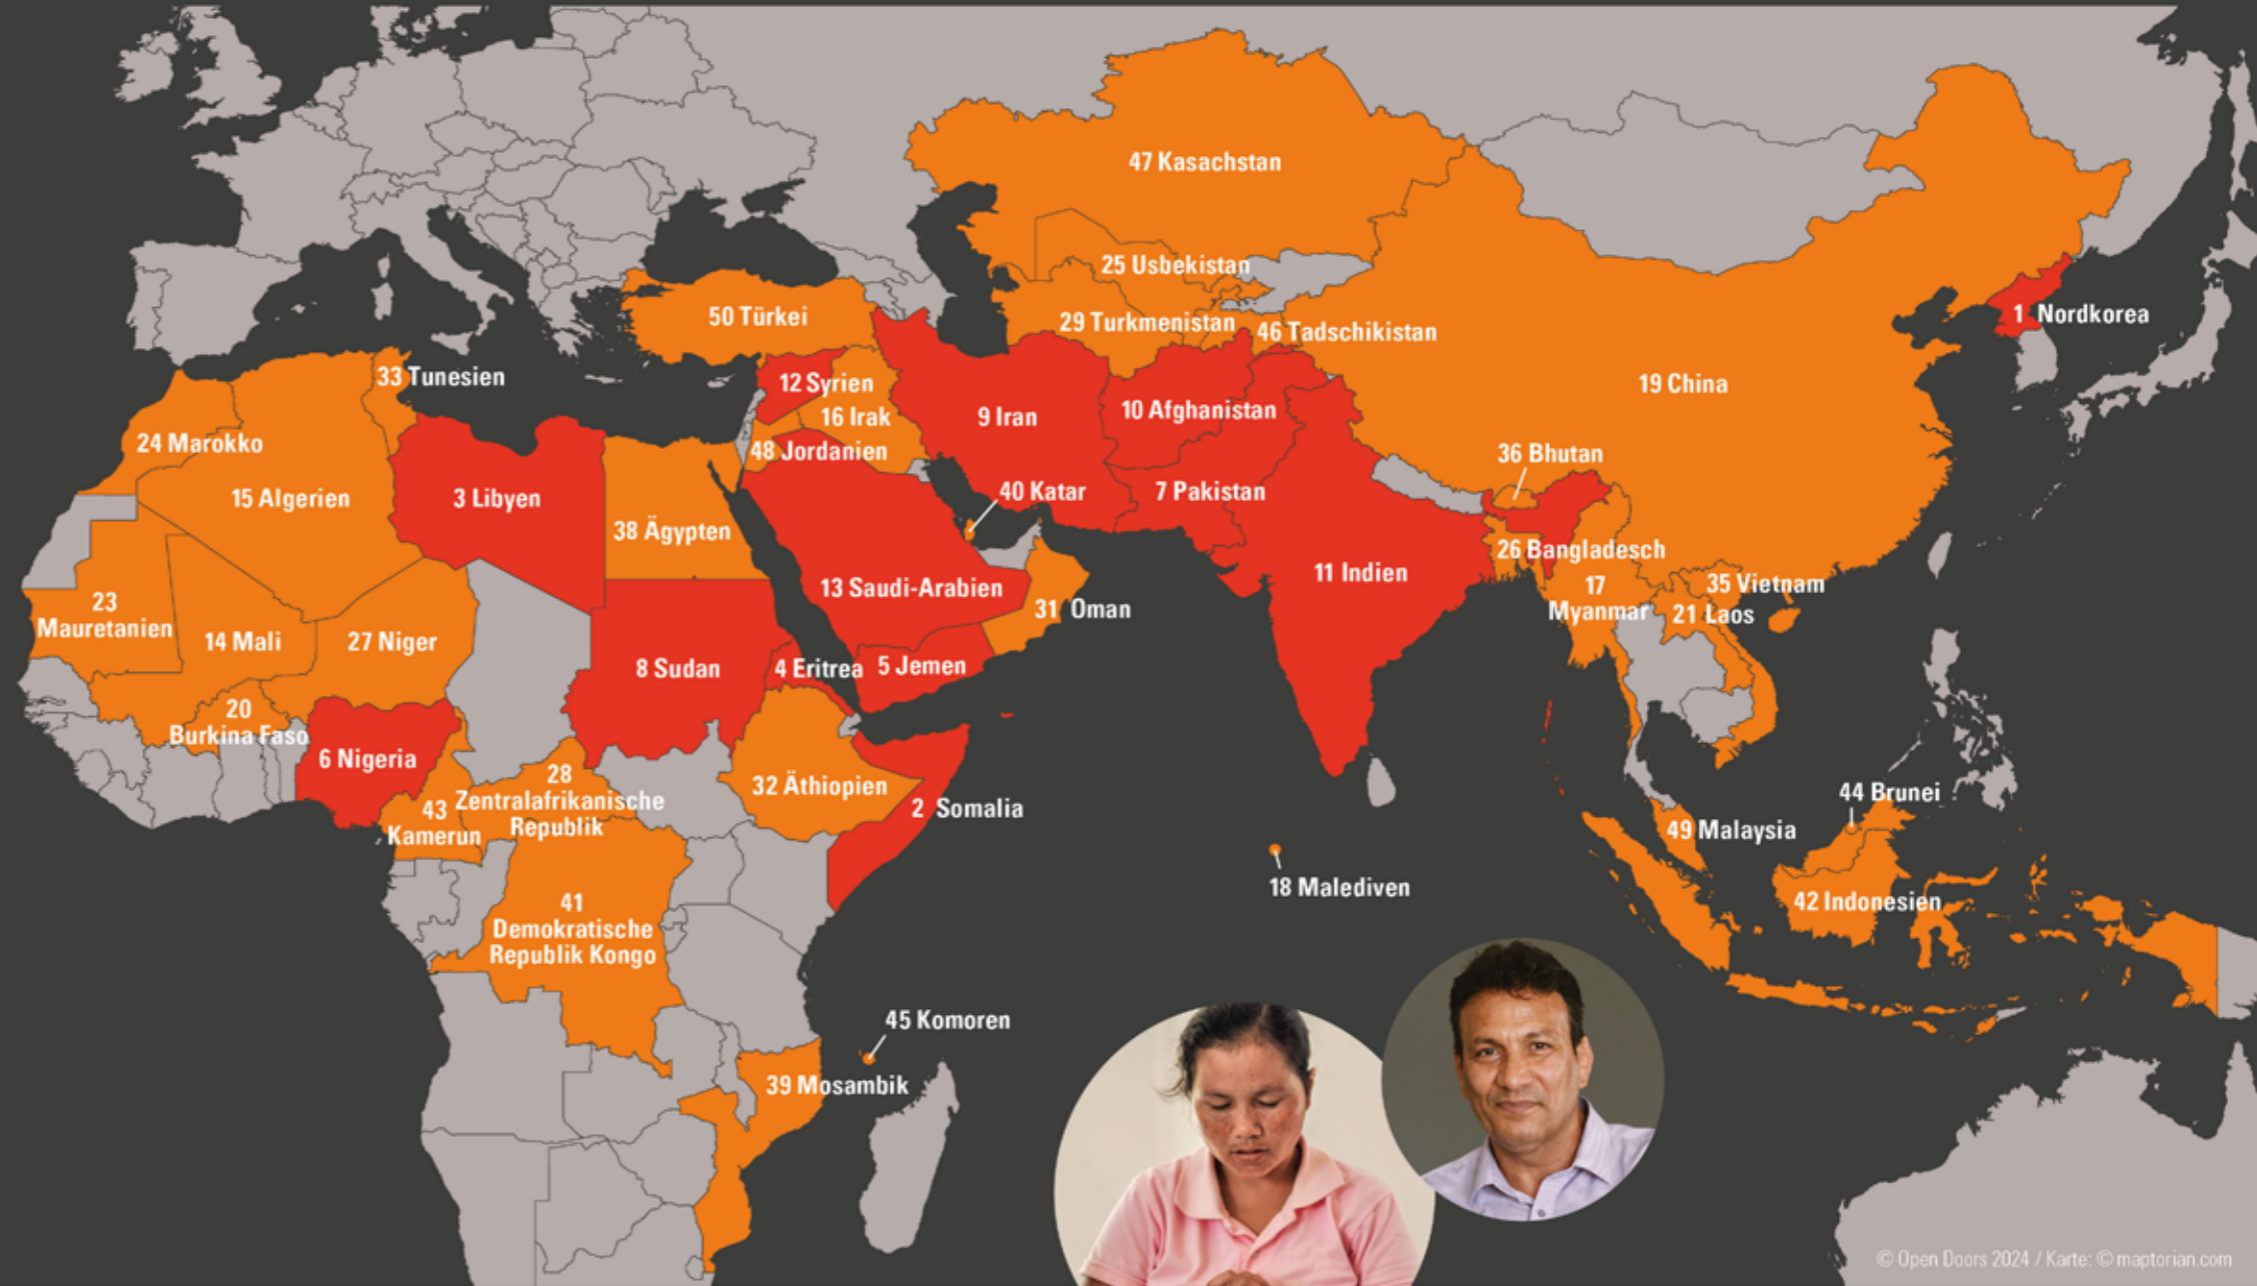 47 Kasachstan
25 Usbekistan
50 Türkei
29 Turkmenistan
46 Tadschikistan
1 Nordkorea
33 Tunesien
12 Syrien
19 China
16 Irak
9 Iran
10 Afghanistan
24 Marokko
48 Jordanien
36 Bhutan
15 Algerien
3 Libyen
40 Katar
7 Pakistan
38 Ägypten
26 Bangladesch
11 Indien
13 Saudi-Arabien
17
Myanmar
35 Vietnam
21 Laos
23
Mauretanien
31 Oman
14 Mali
27 Niger
8 Sudan
4 Eritrea
5 Jemen
20
Burkina Faso
6 Nigeria
28
Zentralafrikanische
Republik
32 Äthiopien
2 Somalia
44 Brunei
43
Kamerun
49 Malaysia
18 Malediven
41
Demokratische
Republik Kongo
42 Indonesien
45 Komoren
39 Mosambik
© Open Doors 2024 / Karte: © maptorian.com